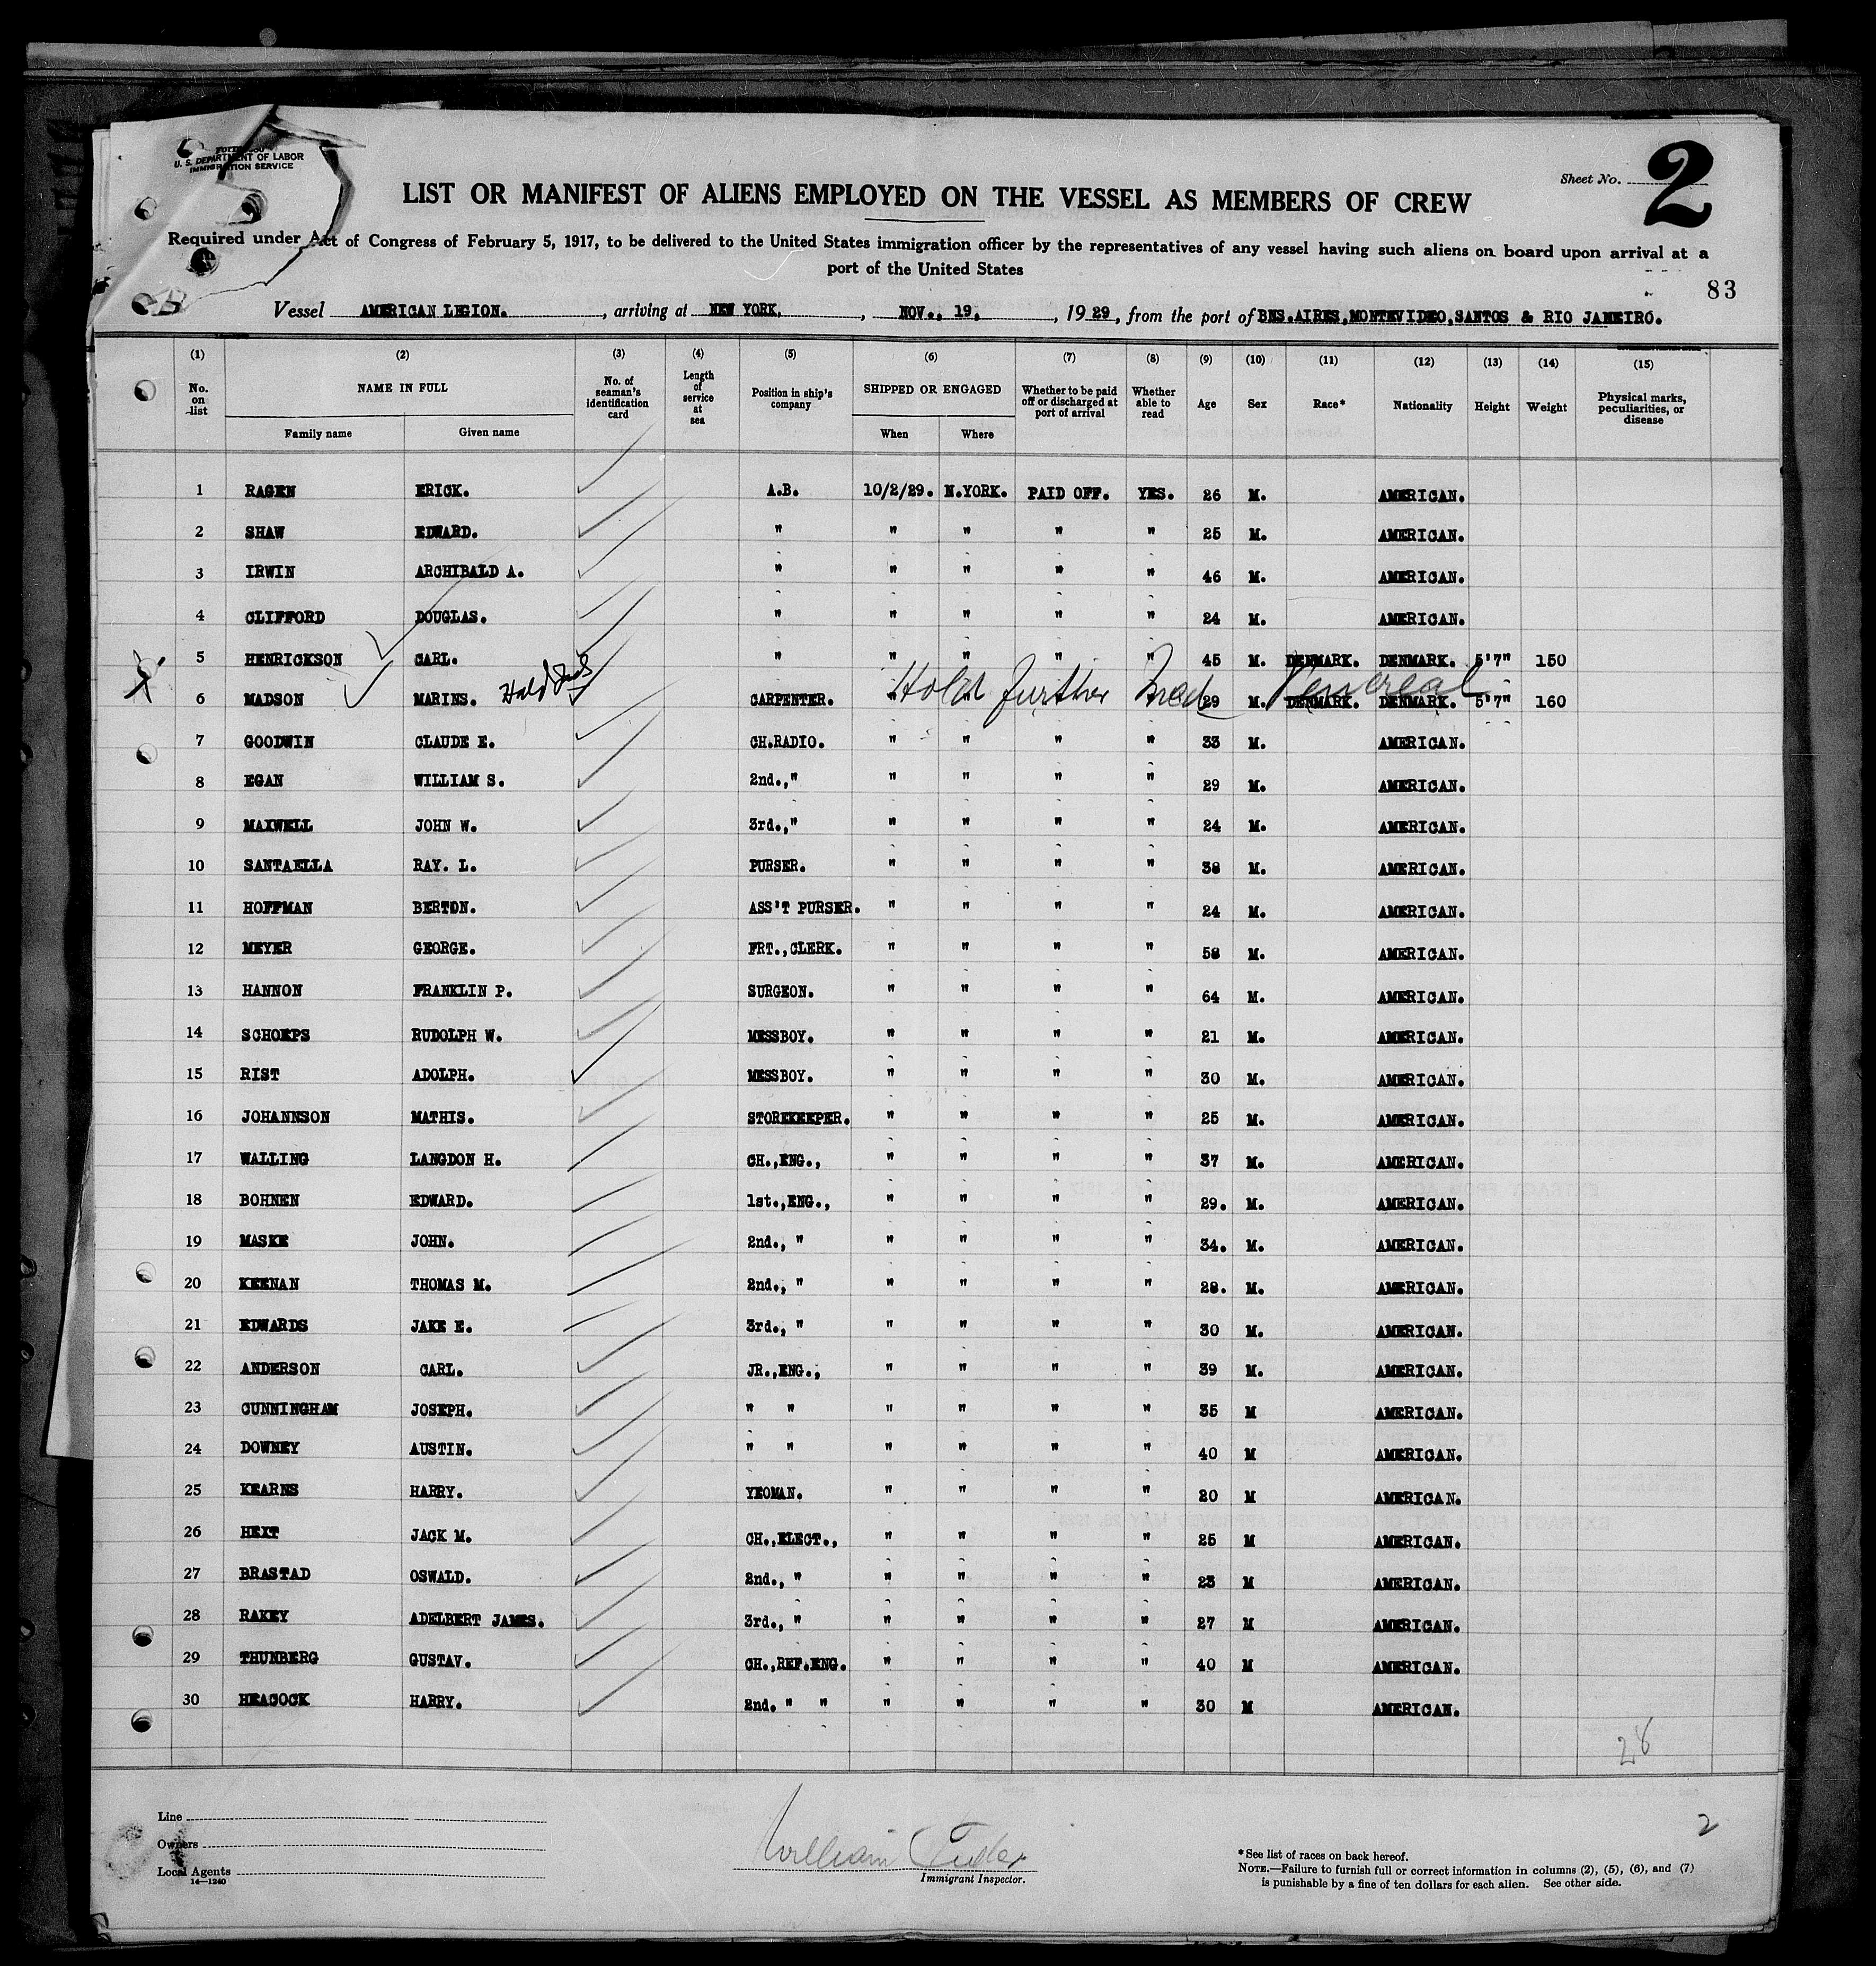 U. S. DEPARTMENT OF LABOR
IMMIGRATION SERVICE
Sheet No. 2
LIST OR MANIFEST OF ALIENS EMPLOYED ON THE VESSEL AS MEMBERS OF CREW
Required under Act of Congress of February 5, 1917, to be delivered to the United States immigration officer by the representatives of any vessel having such aliens on board upon arrival at a
port of the United States
83
Vessel AMERICAN LEGION. , arriving at NEW YORK. , NOV., 19, , 1929 , from the port of BNS.AIRES,MONTEVIDEO,SANTOS & RIO JANEIRO.
(1) (2) (3) (4) (5) (6) (7) (8) (9) (10) (11) (12) (13) (14) (15)
No. on list NAME IN FULL No. of seaman's identification card Length of service at sea Position in ship's company SHIPPED OR ENGAGED Whether to be paid off or discharged at port of arrival Whether able to read Age Sex Race* Nationality Height Weight Physical marks, peculiarities, or disease
Family name Given name When Where
1 RAGEN ERICK. A.B. 10/2/29. N.YORK. PAID OFF. YES. 26 M. AMERICAN.
2 SHAW EDWARD. " " " " " 25 M. AMERICAN.
3 IRWIN ARCHIBALD A. " " " " " 46 M. AMERICAN.
4 CLIFFORD DOUGLAS. " " " " " 24 M. AMERICAN.
5 HENRICKSON CARL. " " " " " 45 M. DENMARK. DENMARK. 5'7" 150
Hold Hold further Med Venereal
6 MADSON MARINS. CARPENTER. " " " " 29 M. DENMARK. DENMARK. 5'7" 160
7 GOODWIN CLAUDE E. CH.RADIO. " " " " 33 M. AMERICAN.
8 EGAN WILLIAM S. 2nd.," " " " " 29 M. AMERICAN.
9 MAXWELL JOHN W. 3rd.," " " " " 24 M. AMERICAN.
10 SANTAELLA RAY. L. PURSER. " " " " 38 M. AMERICAN.
11 HOFFMAN BERTON. ASS'T PURSER. " " " " 24 M. AMERICAN.
12 MEYER GEORGE. FRT.,CLERK. " " " " 58 M. AMERICAN.
13 HANNON FRANKLIN P. SURGEON. " " " " 64 M. AMERICAN.
14 SCHOEPS RUDOLPH W. MESSBOY. " " " " 21 M. AMERICAN.
15 RIST ADOLPH. MESSBOY. " " " " 30 M. AMERICAN.
16 JOHANNSON MATHIS. STOREKEEPER. " " " " 25 M. AMERICAN.
17 WALLING LANGDON H. CH.,ENG., " " " " 37 M. AMERICAN.
18 BOHNEN EDWARD. 1st.,ENG., " " " " 29. M. AMERICAN.
19 MASKE JOHN. 2nd., " " " " " 34. M. AMERICAN.
20 KEENAN THOMAS M. 2nd., " " " " " 28. M. AMERICAN.
21 EDWARDS JAKE E. 3rd., " " " " " 30 M. AMERICAN.
22 ANDERSON CARL. JR.,ENG., " " " " 39 M. AMERICAN.
23 CUNNINGHAM JOSEPH. " " " " " " 35 M AMERICAN.
24 DOWNEY AUSTIN. " " " " " " 40 M AMERICAN.
25 KEARNS HARRY. YEOMAN. " " " " 20 M AMERICAN.
26 HEXT JACK M. CH.,ELECT., " " " " 25 M AMERICAN.
27 BRASTAD OSWALD. 2nd., " " " " " 23 M AMERICAN.
28 RAKEY ADELBERT JAMES. 3rd., " " " " " 27 M AMERICAN.
29 THUNBERG GUSTAV. CH.,REF.ENG. " " " " 40 M AMERICAN.
30 HEACOCK HARRY. 2nd. " " " " " " 30 M AMERICAN.
28
2
Line
Owners
Local Agents
14—1240
William
Immigrant Inspector.
* See list of races on back hereof.
NOTE.—Failure to furnish full or correct information in columns (2), (5), (6), and (7)
is punishable by a fine of ten dollars for each alien. See other side.